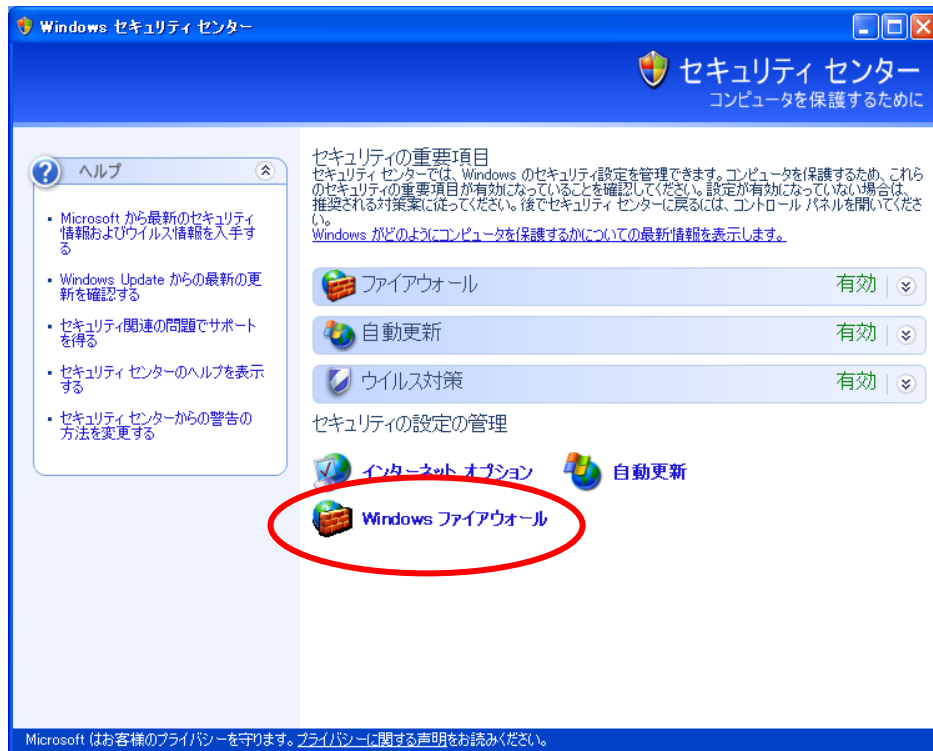 Windows セキュリティ センター
セキュリティ センター
コンピュータを保護するために
ヘルプ
Microsoft から最新のセキュリティ
情報およびウイルス情報を入手す
る
Windows Update からの最新の更
新を確認する
セキュリティ関連の問題でサポート
を得る
セキュリティ センターのヘルプを表示
する
セキュリティ センターからの警告の
方法を変更する
セキュリティの重要項目
セキュリティ センターでは、Windows のセキュリティ設定を管理できます。コンピュータを保護するため、これら
のセキュリティの重要項目が有効になっていることを確認してください。設定が有効になっていない場合は、
推奨される対策案に従ってください。後でセキュリティ センターに戻るには、コントロール パネルを開いてくださ
い。
Windows がどのようにコンピュータを保護するかについての最新情報を表示します。
ファイアウォール 有効
自動更新 有効
ウイルス対策 有効
セキュリティの設定の管理
インターネット オプション 自動更新
Windows ファイアウォール
Microsoft はお客様のプライバシーを守ります。プライバシーに関する声明をお読みください。